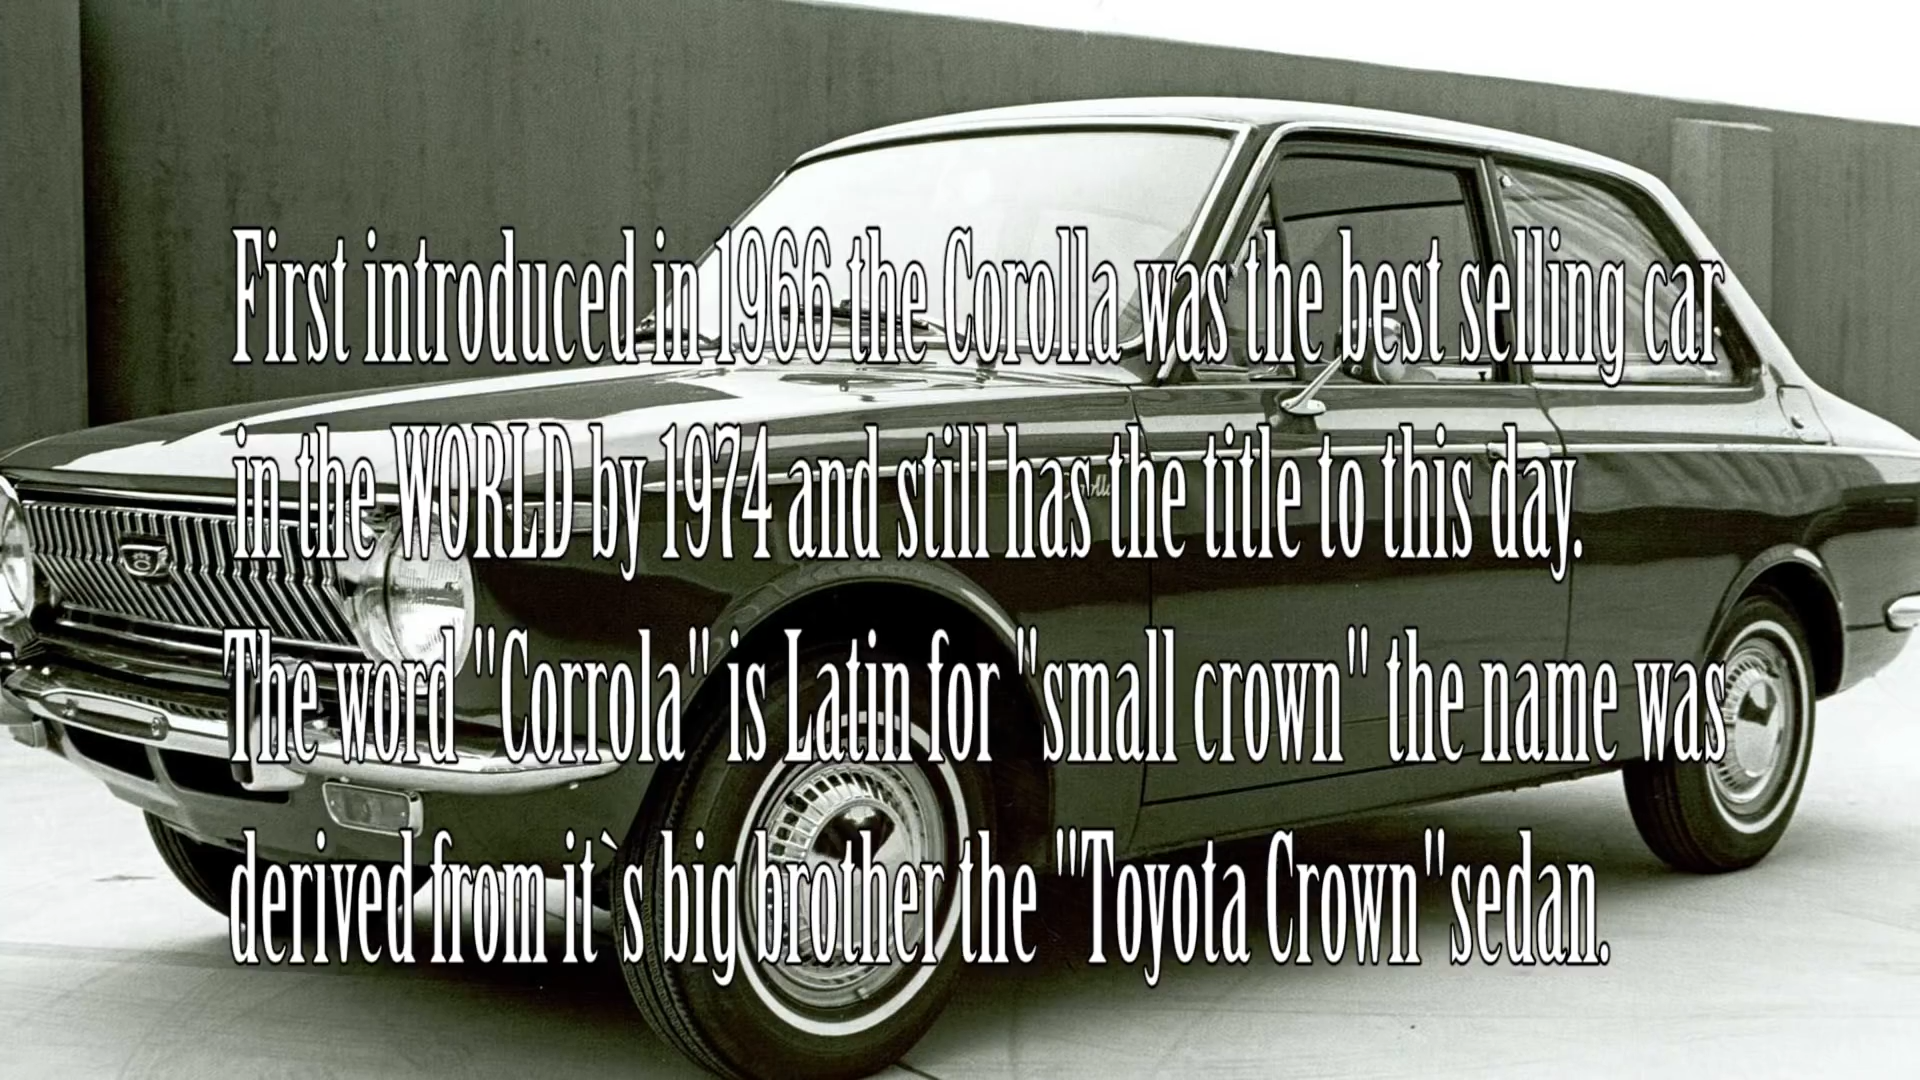 First introduced in 1966 the Corolla was the best selling car
in the WORLD by 1974 and still has the title to this day.
The word "Corrola" is Latin for "small crown" the name was
derived from it`s big brother the "Toyota Crown"sedan.